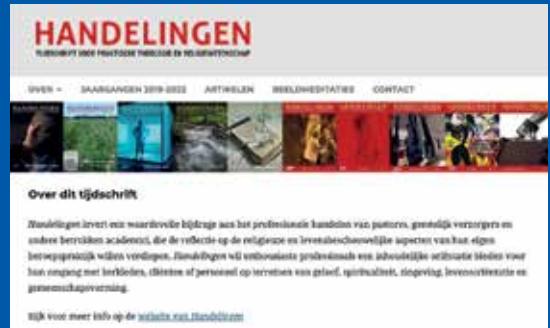 HANDELINGEN
TIJDSCHRIFT VOOR PRAKTISCHE THEOLOGIE EN RELIGIEWETENSCHAP
OVER JAARGANGEN 2019-2022 ARTIKELEN BEELDMEDITATIES CONTACT
Over dit tijdschrift
Handelingen levert een waardevolle bijdrage aan het professionele handelen van pastores, geestelijk verzorgers en
andere betrokken academici, die de reflectie op de religieuze en levensbeschouwelijke aspecten van hun eigen
beroepspraktijk willen verdiepen. Handelingen wil enthousiaste professionals een inhoudelijke oriëntatie bieden voor
hun omgang met kerkleden, cliënten of personeel op terreinen van geloof, spiritualiteit, zingeving, levensoriëntatie en
gemeenschapsvorming.
Kijk voor meer info op de website van Handelingen